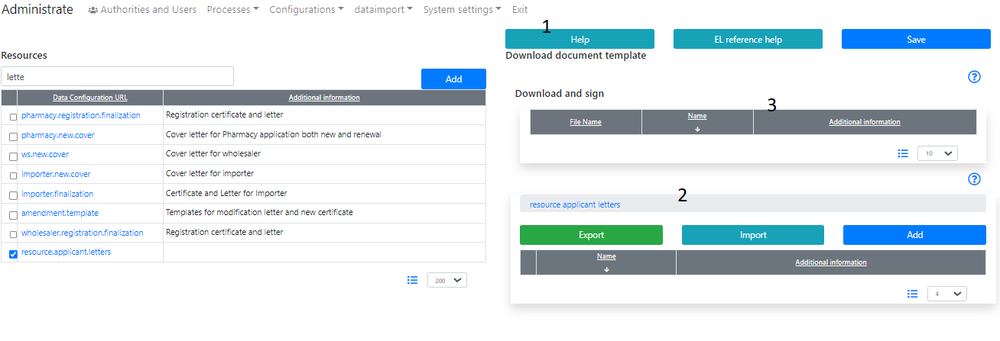 Administrate Authorities and Users Processes Configurations dataimport System settings Exit
1
Help EL reference help Save
Resources
Download document template
lette Add
Data Configuration URL Additional information
pharmacy.registration.finalization Registration certificate and letter
pharmacy.new.cover Cover letter for Pharmacy application both new and renewal
ws.new.cover Cover letter for wholesaler
importer.new.cover Cover letter for importer
importer.finalization Certificate and Letter for Importer
amendment.template Templates for modification letter and new certificate
wholesaler.registration.finalization Registration certificate and letter
resource.applicant.letters
200
Download and sign
3
File Name Name Additional information
10
2
resource applicant letters
Export Import Add
Name Additional information
4